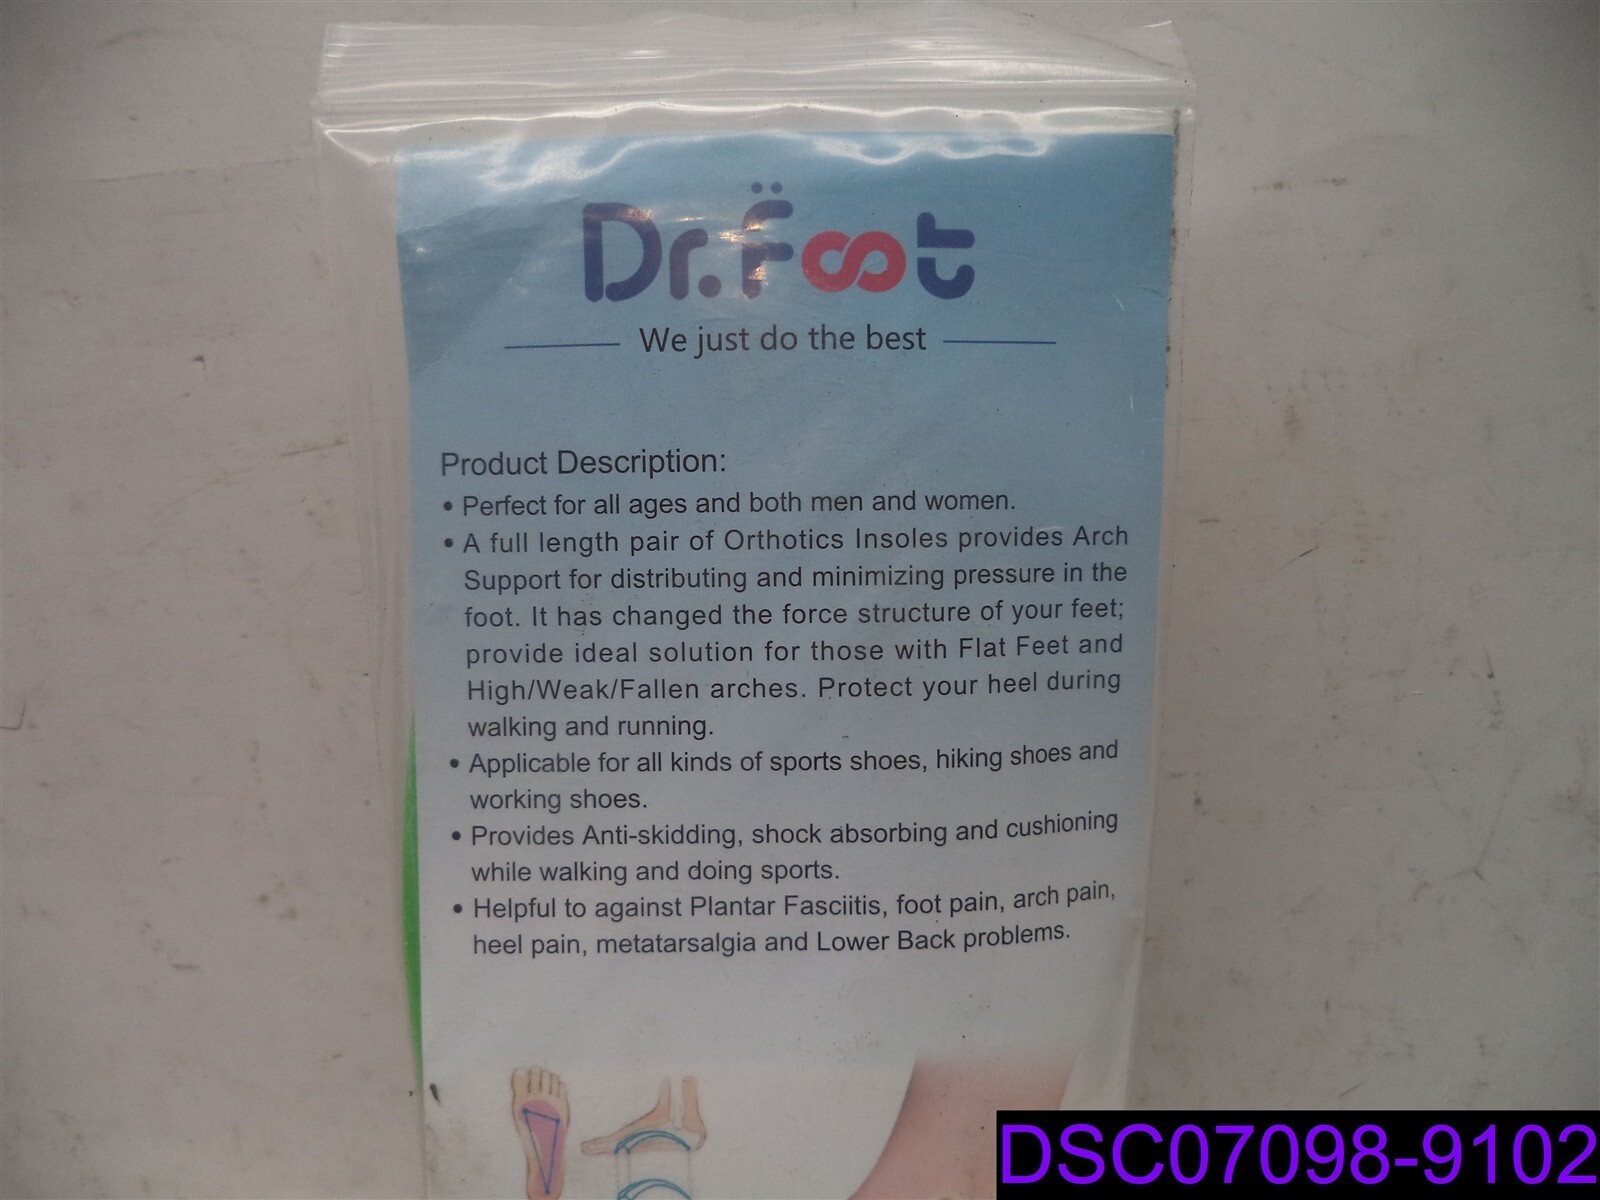 Dr.Foot
We just do the best
Product Description:
• Perfect for all ages and both men and women.
• A full length pair of Orthotics Insoles provides Arch
Support for distributing and minimizing pressure in the
foot. It has changed the force structure of your feet;
provide ideal solution for those with Flat Feet and
High/Weak/Fallen arches. Protect your heel during
walking and running.
• Applicable for all kinds of sports shoes, hiking shoes and
working shoes.
• Provides Anti-skidding, shock absorbing and cushioning
while walking and doing sports.
• Helpful to against Plantar Fasciitis, foot pain, arch pain,
heel pain, metatarsalgia and Lower Back problems.
DSC07098-9102